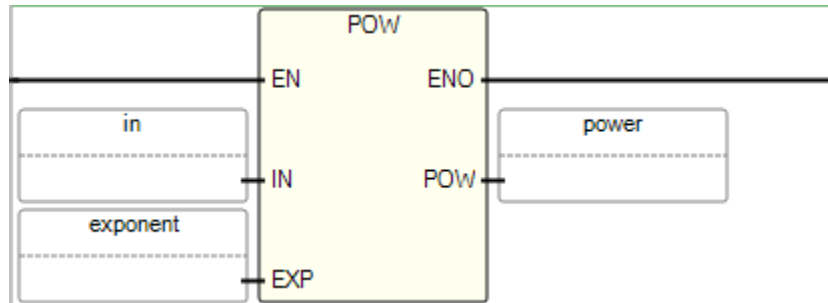 POW
EN ENO
in
power
IN POW
exponent
EXP